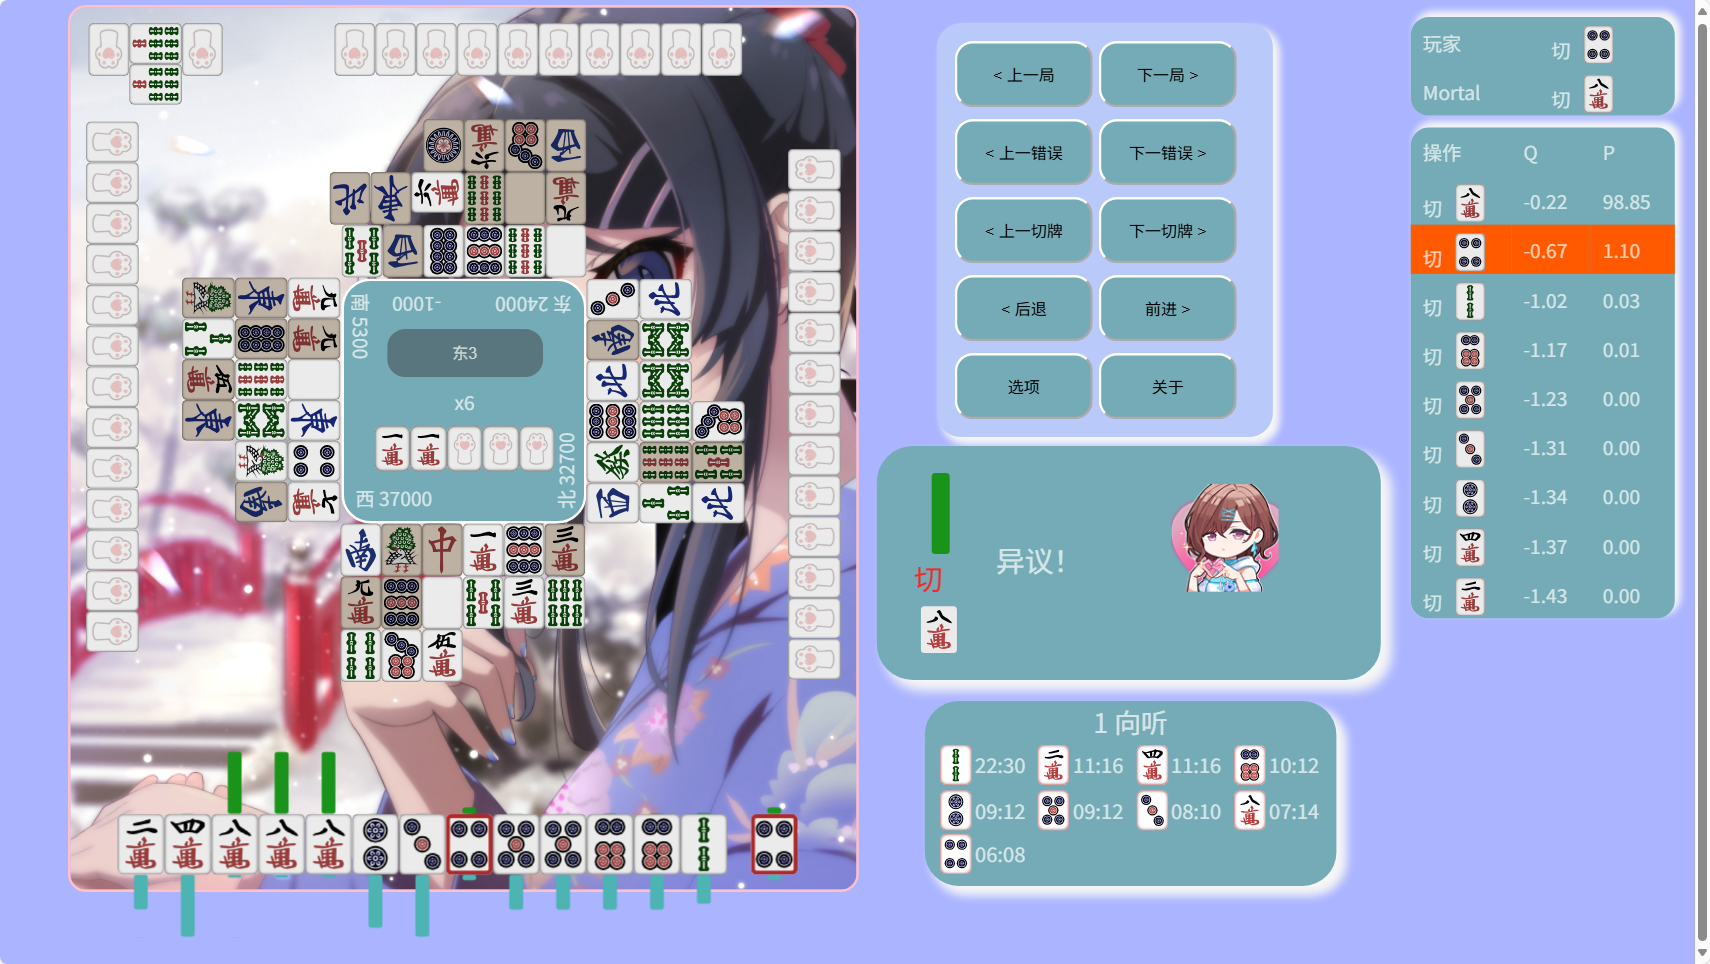 南 5300
-1000
东 24000
东3
x6
西 37000
北 32700
< 上一局
下一局 >
< 上一错误
下一错误 >
< 上一切牌
下一切牌 >
< 后退
前进 >
选项
关于
切
异议！
1 向听
22:30
11:16
11:16
10:12
09:12
09:12
08:10
07:14
06:08
玩家 切
Mortal 切
操作 Q P
切 -0.22 98.85
切 -0.67 1.10
切 -1.02 0.03
切 -1.17 0.01
切 -1.23 0.00
切 -1.31 0.00
切 -1.34 0.00
切 -1.37 0.00
切 -1.43 0.00